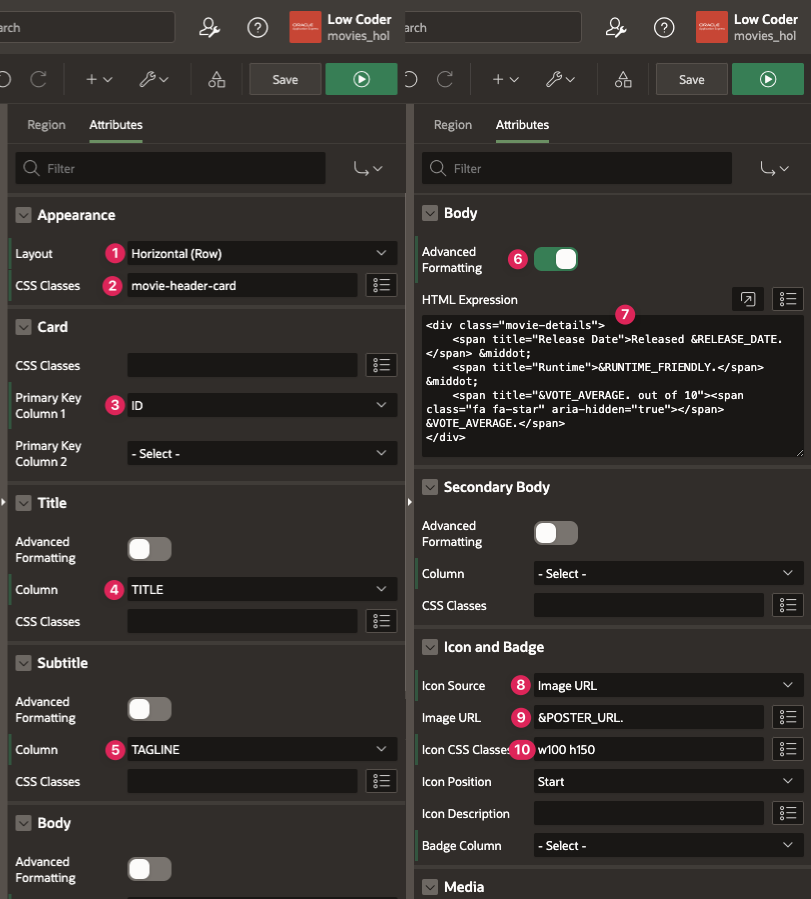 arch
Low Coder
movies_hol
Save
Region
Attributes
Filter
Appearance
Layout
1
Horizontal (Row)
CSS Classes
2
movie-header-card
Card
CSS Classes
Primary Key
Column 1
3
ID
Primary Key
Column 2
- Select -
Title
Advanced
Formatting
Column
4
TITLE
CSS Classes
Subtitle
Advanced
Formatting
Column
5
TAGLINE
CSS Classes
Body
Advanced
Formatting
arch
Low Coder
movies_hol
Save
Region
Attributes
Filter
Body
Advanced
Formatting
6
HTML Expression
7
<div class="movie-details">
<span title="Release Date">Released &RELEASE_DATE.
</span> &middot;
<span title="Runtime">&RUNTIME_FRIENDLY.</span>
&middot;
<span title="&VOTE_AVERAGE. out of 10"><span
class="fa fa-star" aria-hidden="true"></span>
&VOTE_AVERAGE.</span>
</div>
Secondary Body
Advanced
Formatting
Column
- Select -
CSS Classes
Icon and Badge
Icon Source
8
Image URL
Image URL
9
&POSTER_URL.
Icon CSS Classes
10
w100 h150
Icon Position
Start
Icon Description
Badge Column
- Select -
Media